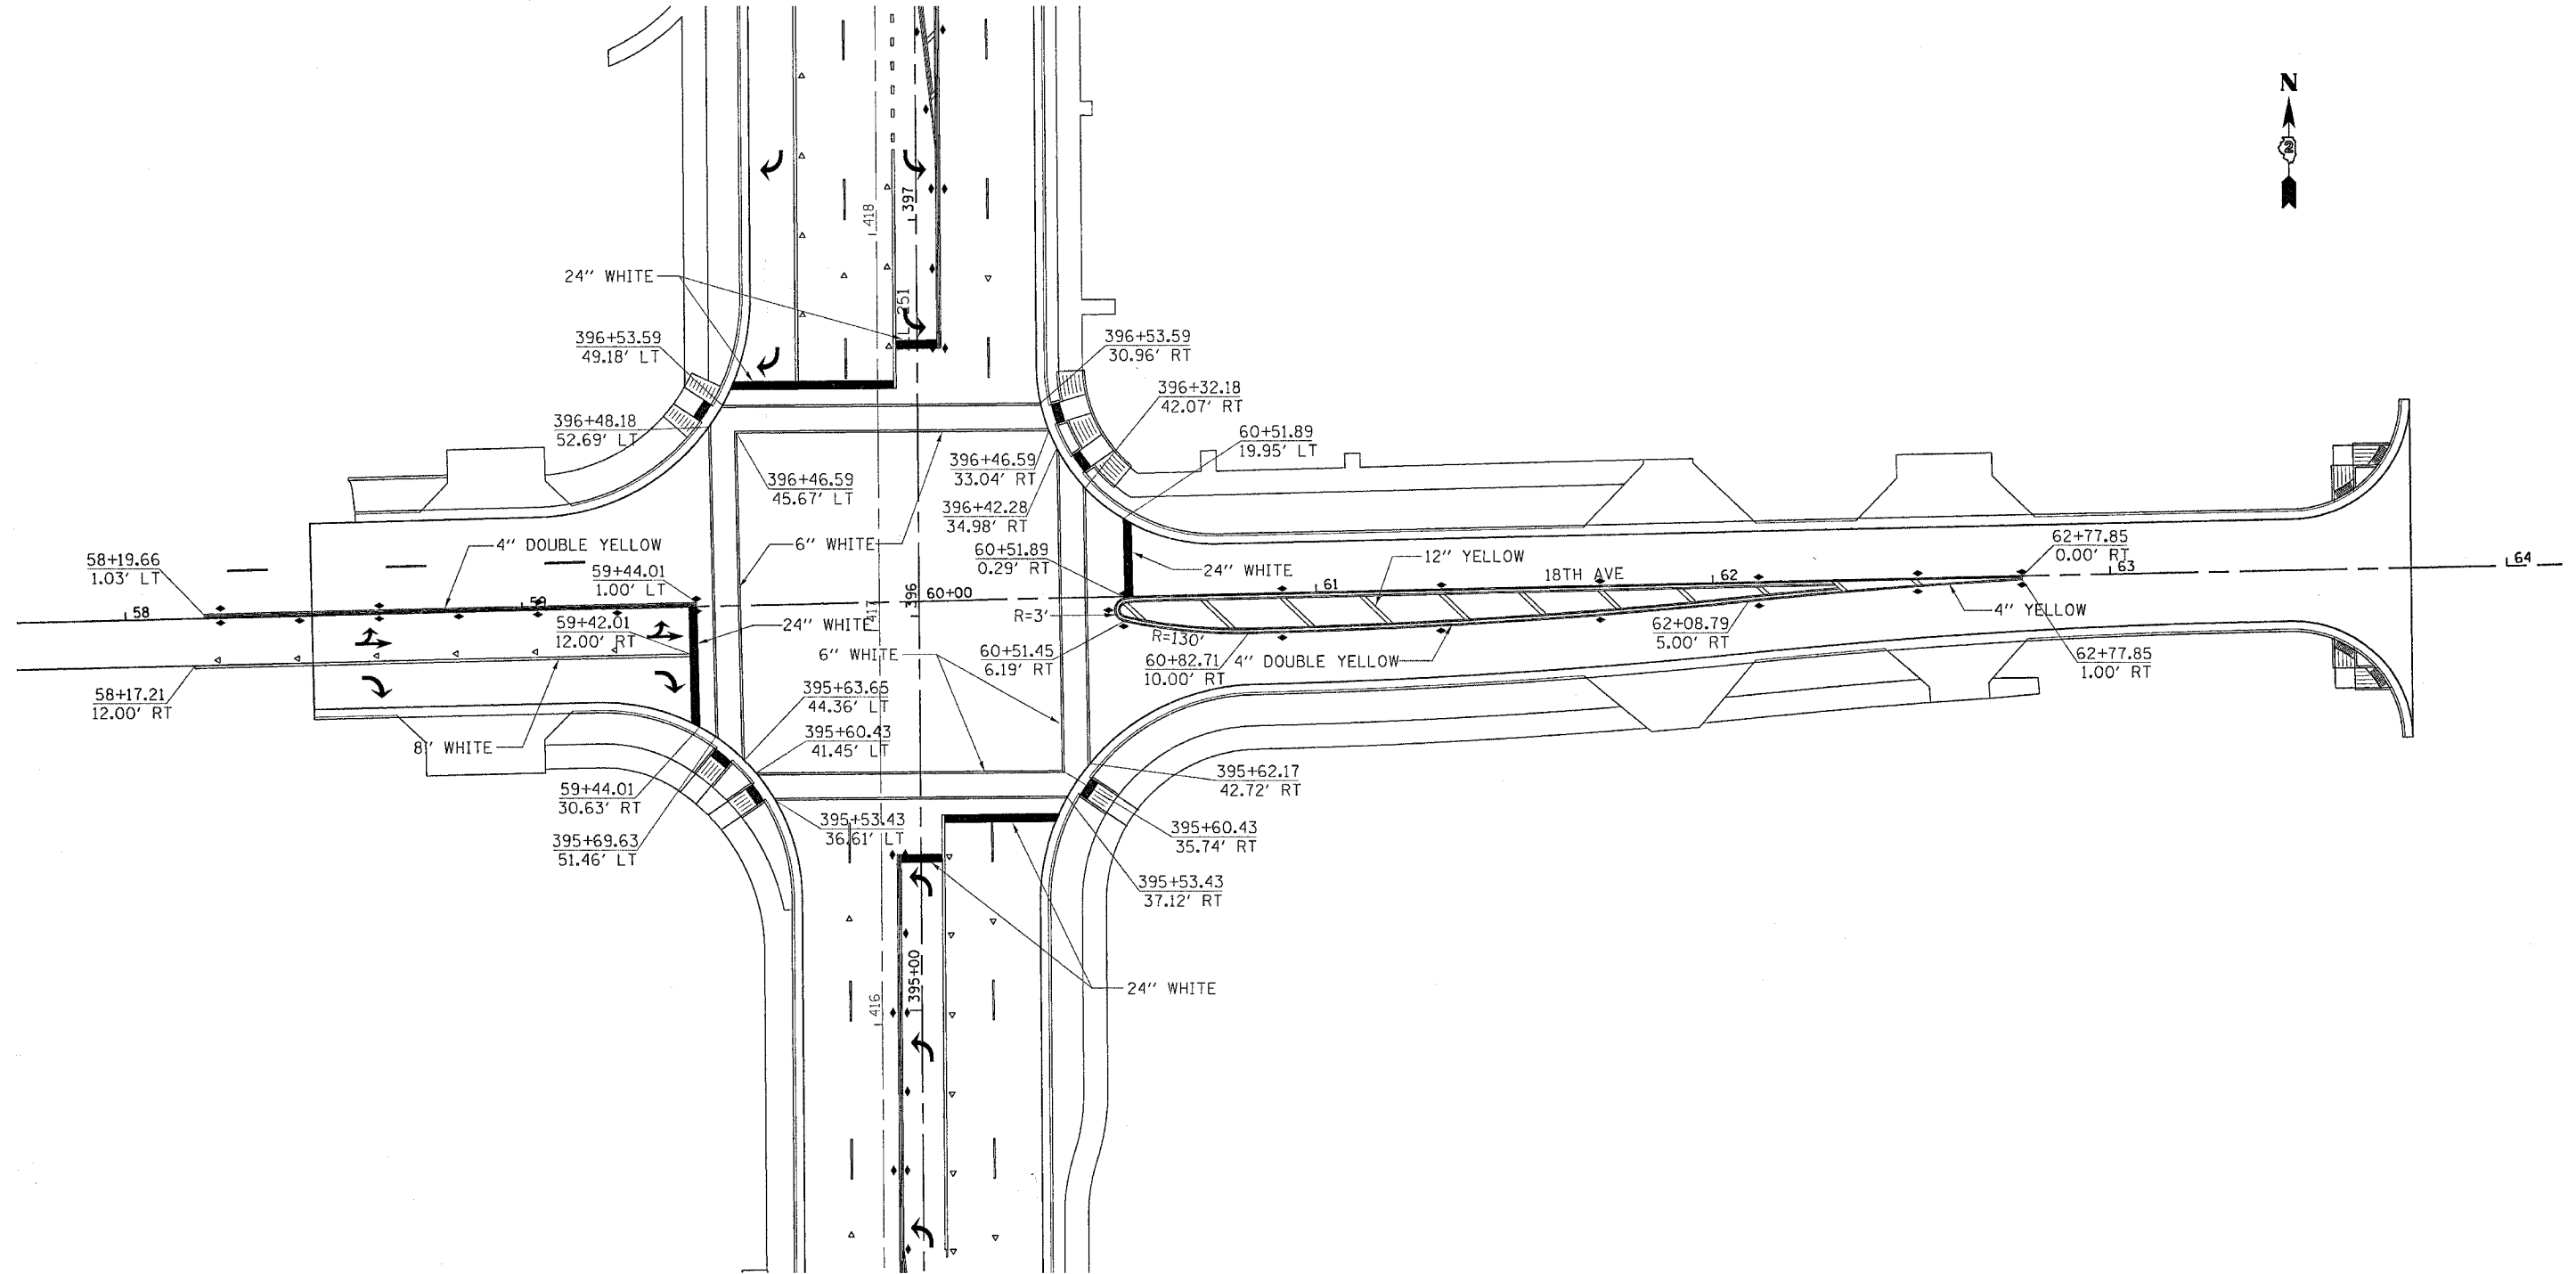 N
2
397
418
L 251
24'' WHITE
396+53.59
49.18' LT
396+53.59
30.96' RT
396+32.18
42.07' RT
396+48.18
52.69' LT
60+51.89
19.95' LT
396+46.59
45.67' LT
396+46.59
33.04' RT
396+42.28
34.98' RT
6'' WHITE
58+19.66
1.03' LT
4'' DOUBLE YELLOW
59+44.01
1.00' LT
60+51.89
0.29' RT
24'' WHITE
12'' YELLOW
62+77.85
0.00' RT
64
63
18TH AVE
62
61
60+00
396
417
59
58
59+42.01
12.00' RT
24'' WHITE
R=3'
4'' YELLOW
R=130'
62+08.79
5.00' RT
60+51.45
6.19' RT
6'' WHITE
60+82.71
10.00' RT
4'' DOUBLE YELLOW
62+77.85
1.00' RT
58+17.21
12.00' RT
395+63.65
44.36' LT
8' WHITE
395+60.43
41.45' LT
395+62.17
42.72' RT
59+44.01
30.63' RT
395+53.43
36.61' LT
395+60.43
35.74' RT
395+69.63
51.46' LT
395+53.43
37.12' RT
395+00
416
24'' WHITE